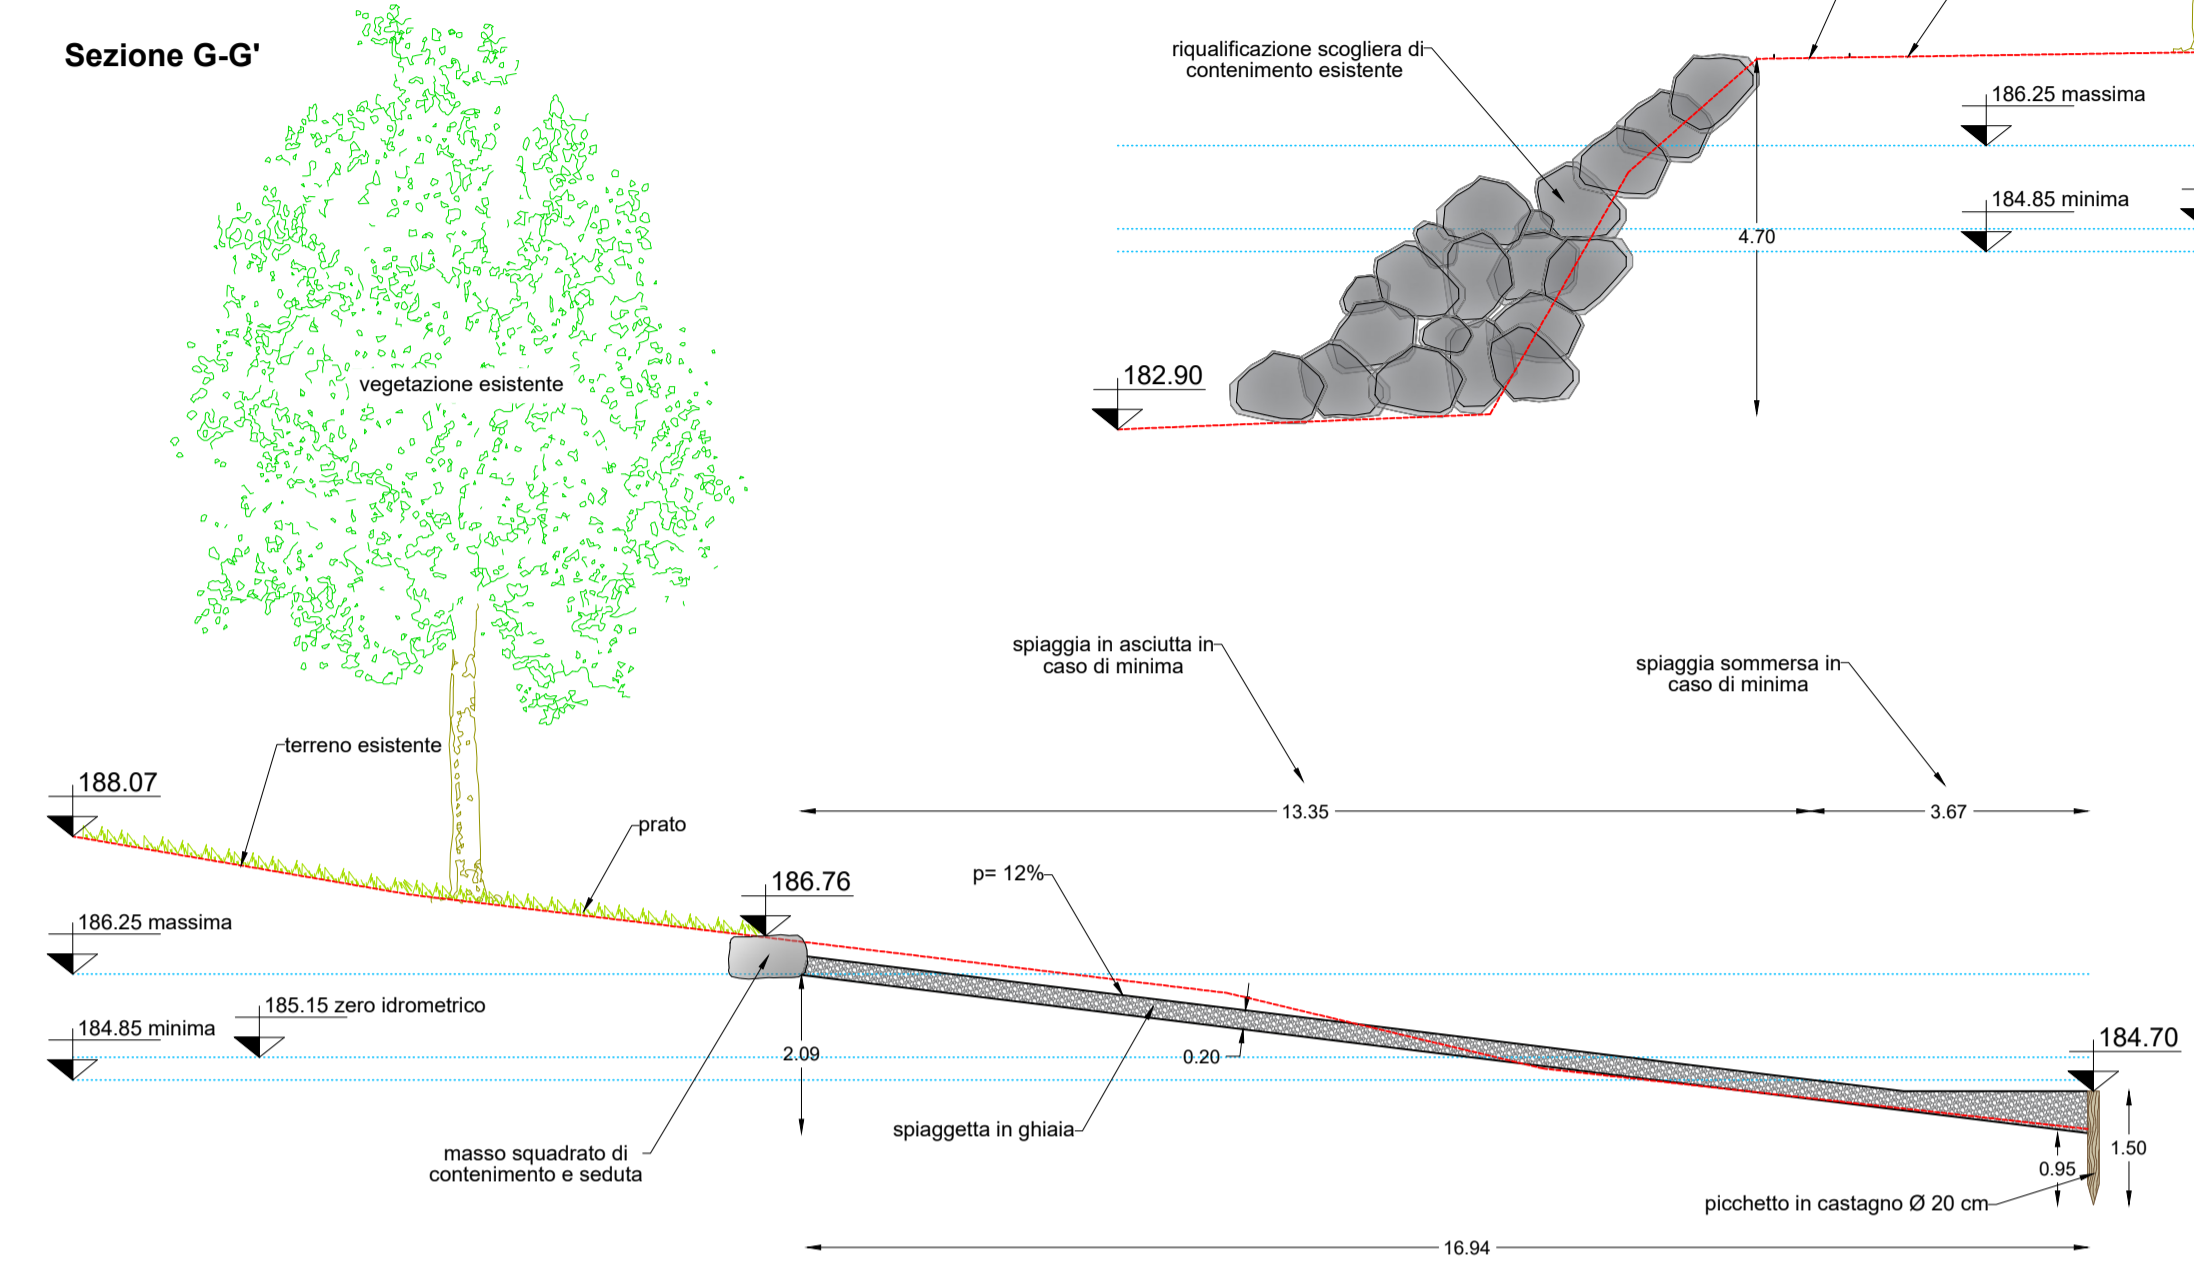 Sezione G-G'
riqualificazione scogliera di
contenimento esistente
186.25 massima
184.85 minima
4.70
182.90
vegetazione esistente
spiaggia in asciutta in
caso di minima
spiaggia sommersa in
caso di minima
terreno esistente
188.07
prato
13.35
3.67
p= 12%
186.76
186.25 massima
185.15 zero idrometrico
184.85 minima
2.09
0.20
184.70
spiaggetta in ghiaia
masso squadrato di
contenimento e seduta
1.50
0.95
picchetto in castagno Ø 20 cm
16.94